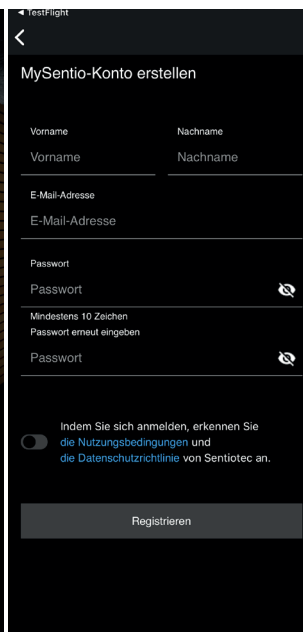 TestFlight
MySentio-Konto erstellen
Vorname Nachname
Vorname Nachname
E-Mail-Adresse
E-Mail-Adresse
Passwort
Passwort
Mindestens 10 Zeichen
Passwort erneut eingeben
Passwort
Indem Sie sich anmelden, erkennen Sie
die Nutzungsbedingungen und
die Datenschutzrichtlinie von Sentiotec an.
Registrieren